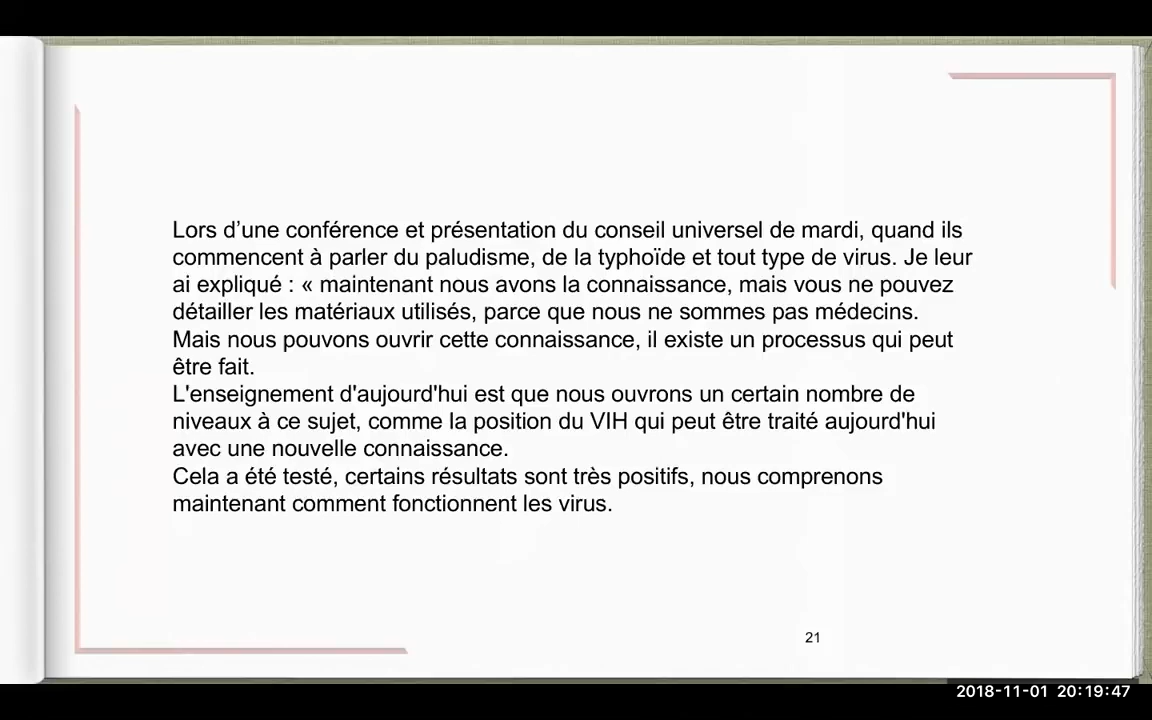 Lors d’une conférence et présentation du conseil universel de mardi, quand ils
commencent à parler du paludisme, de la typhoïde et tout type de virus. Je leur
ai expliqué : « maintenant nous avons la connaissance, mais vous ne pouvez
détailler les matériaux utilisés, parce que nous ne sommes pas médecins.
Mais nous pouvons ouvrir cette connaissance, il existe un processus qui peut
être fait.
L'enseignement d'aujourd'hui est que nous ouvrons un certain nombre de
niveaux à ce sujet, comme la position du VIH qui peut être traité aujourd'hui
avec une nouvelle connaissance.
Cela a été testé, certains résultats sont très positifs, nous comprenons
maintenant comment fonctionnent les virus.
21
2018-11-01 20:19:47